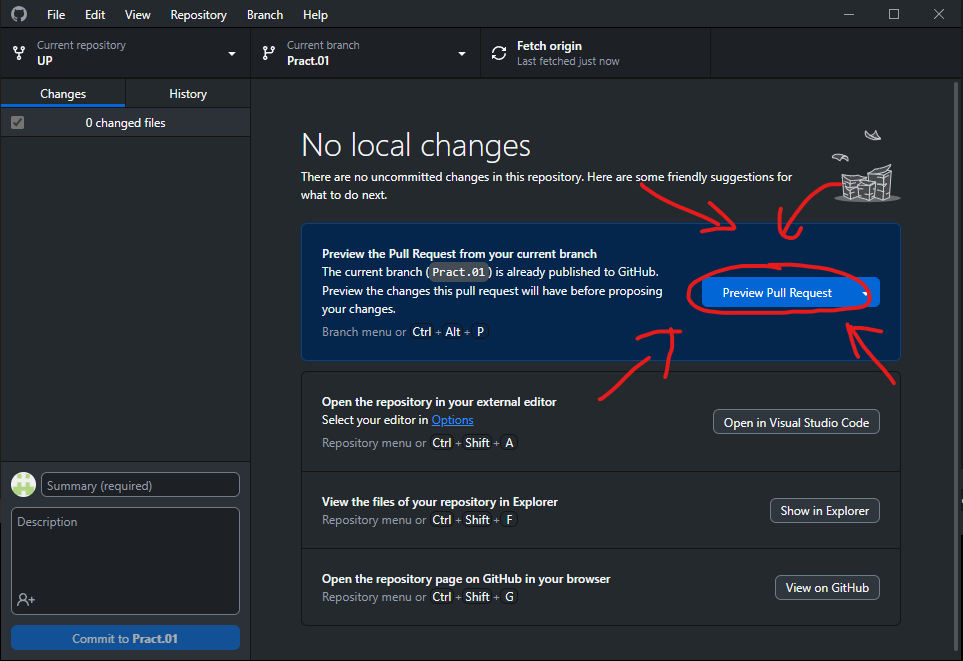 File Edit View Repository Branch Help
Current repository
UP
Current branch
Pract.01
Fetch origin
Last fetched just now
Changes
History
0 changed files
No local changes
There are no uncommitted changes in this repository. Here are some friendly suggestions for
what to do next.
Preview the Pull Request from your current branch
The current branch (Pract.01) is already published to GitHub.
Preview the changes this pull request will have before proposing
your changes.
Branch menu or Ctrl + Alt + P
Preview Pull Request
Open the repository in your external editor
Select your editor in Options
Repository menu or Ctrl + Shift + A
Open in Visual Studio Code
View the files of your repository in Explorer
Repository menu or Ctrl + Shift + F
Show in Explorer
Open the repository page on GitHub in your browser
Repository menu or Ctrl + Shift + G
View on GitHub
Summary (required)
Description
Commit to Pract.01